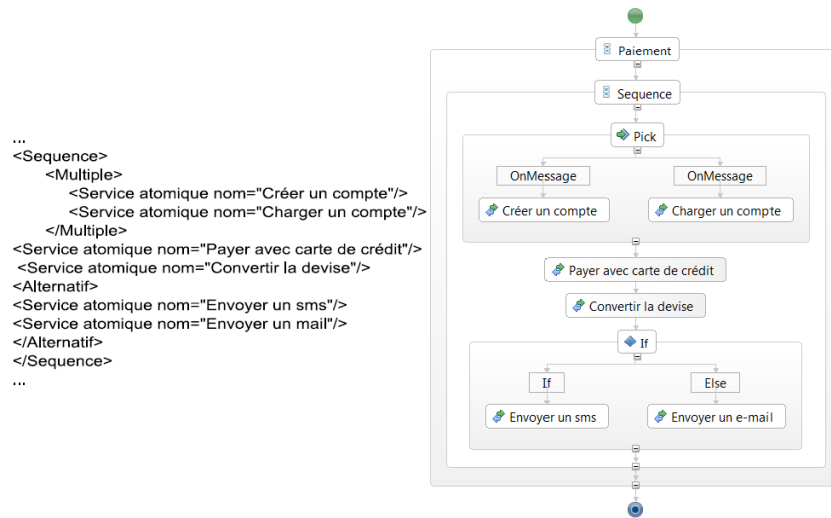 ...
<Sequence>
<Multiple>
<Service atomique nom="Créer un compte"/>
<Service atomique nom="Charger un compte"/>
</Multiple>
<Service atomique nom="Payer avec carte de crédit"/>
<Service atomique nom="Convertir la devise"/>
<Alternatif>
<Service atomique nom="Envoyer un sms"/>
<Service atomique nom="Envoyer un mail"/>
</Alternatif>
</Sequence>
...
Paiement
Sequence
Pick
OnMessage OnMessage
Créer un compte Charger un compte
Payer avec carte de crédit
Convertir la devise
If
If Else
Envoyer un sms Envoyer un e-mail